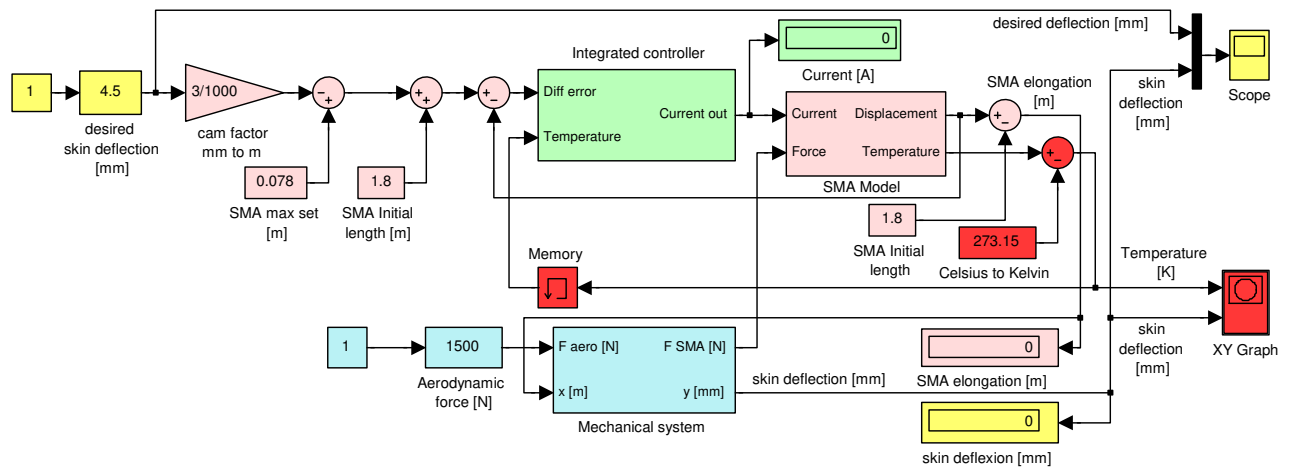 desired deflection [mm]
1
4.5
desired
skin deflection
[mm]
3/1000
cam factor
mm to m
0.078
SMA max set
[m]
1.8
SMA Initial
length [m]
Integrated controller
Diff error
Temperature
Current out
0
Current [A]
Current
Force
Displacement
Temperature
SMA Model
SMA elongation
[m]
skin
deflection
[mm]
Scope
1.8
SMA Initial
length
273.15
Celsius to Kelvin
Memory
Temperature
[K]
skin
deflection
[mm]
XY Graph
1
1500
Aerodynamic
force [N]
F aero [N]
x [m]
F SMA [N]
y [mm]
Mechanical system
skin deflection [mm]
0
SMA elongation [m]
0
skin deflexion [mm]